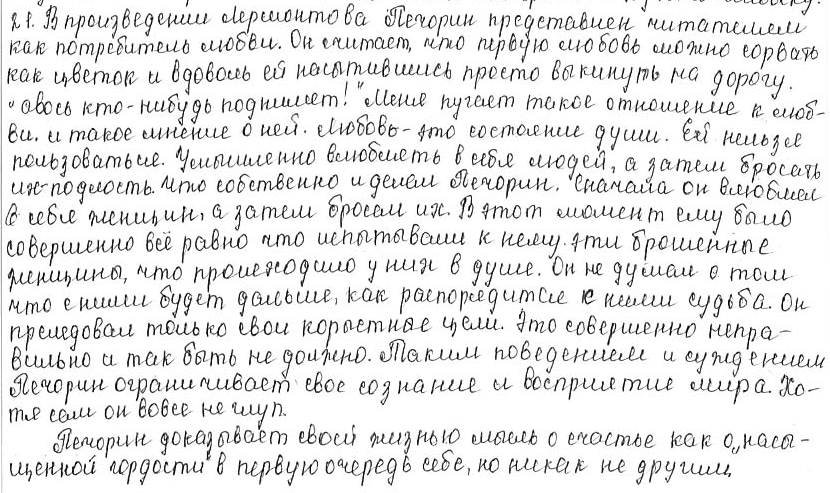 21. В произведении Лермонтова Печорин представлен читателем
как потребитель любви. Он считает, что первую любовь можно сорвать
как цветок и вдоволь ей насытившись просто выкинуть на дорогу.
"авось кто-нибудь поднимет!" Меня пугает такое отношение к люб-
ви. и такое мнение о ней. Любовь - это состояние души. Ей нельзя
пользоваться. Умышленно влюблять в себя людей, а затем бросать
их-подлость. Что собственно и делал Печорин. Сначала он влюблял
в себя женщин, а затем бросал их. В этот момент ему было
совершенно всё равно что испытывали к нему эти брошенные
женщины, что происходило у них в душе. Он не думал о том
что с ними будет дальше, как распорядится с ними судьба. Он
преследовал только свои корыстные цели. Это совершенно непра-
вильно и так быть не должно. Таким поведением и суждением
Печорин ограничивает свое сознание и восприятие мира. Хо-
тя сам он вовсе не глуп.
Печорин доказывает своей жизнью мысль о счастье как о „насы-
щенной гордости" в первую очередь себе, но никак не другим.